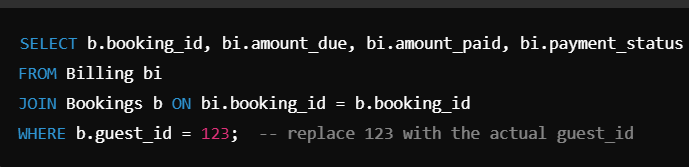 SELECT b.booking_id, bi.amount_due, bi.amount_paid, bi.payment_status
FROM Billing bi
JOIN Bookings b ON bi.booking_id = b.booking_id
WHERE b.guest_id = 123;  -- replace 123 with the actual guest_id